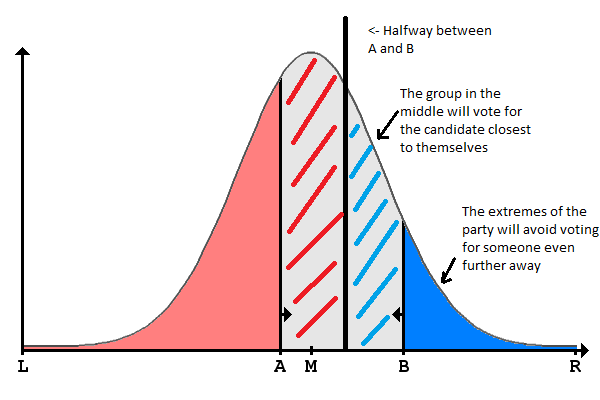 <- Halfway between
A and B
The group in the
middle will vote for
the candidate closest
to themselves
The extremes of the
party will avoid voting
for someone even
further away
L A M B R